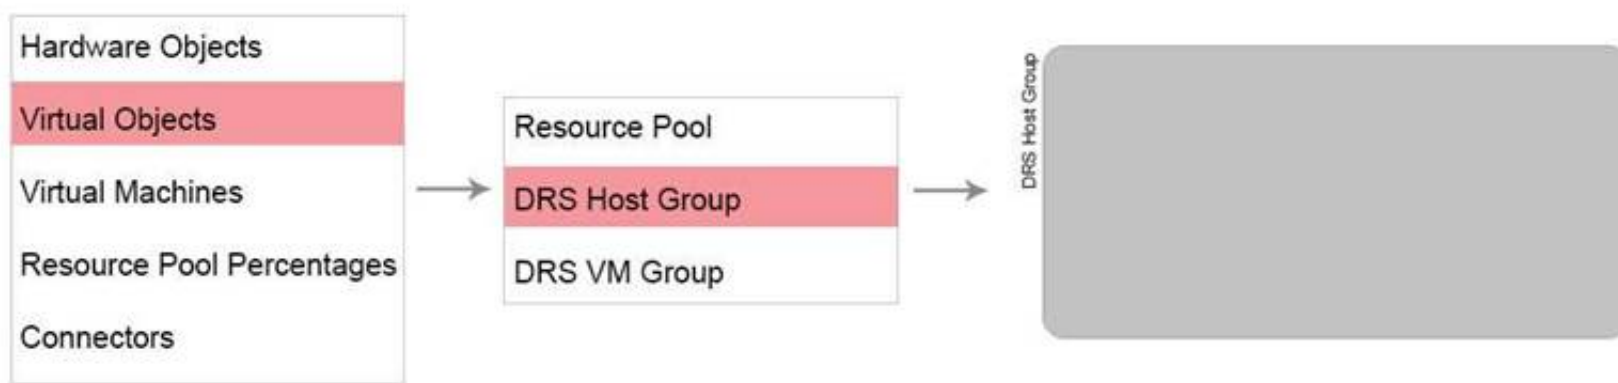 Hardware Objects
Virtual Objects
Virtual Machines
Resource Pool Percentages
Connectors
Resource Pool
DRS Host Group
DRS VM Group
DRS Host Group